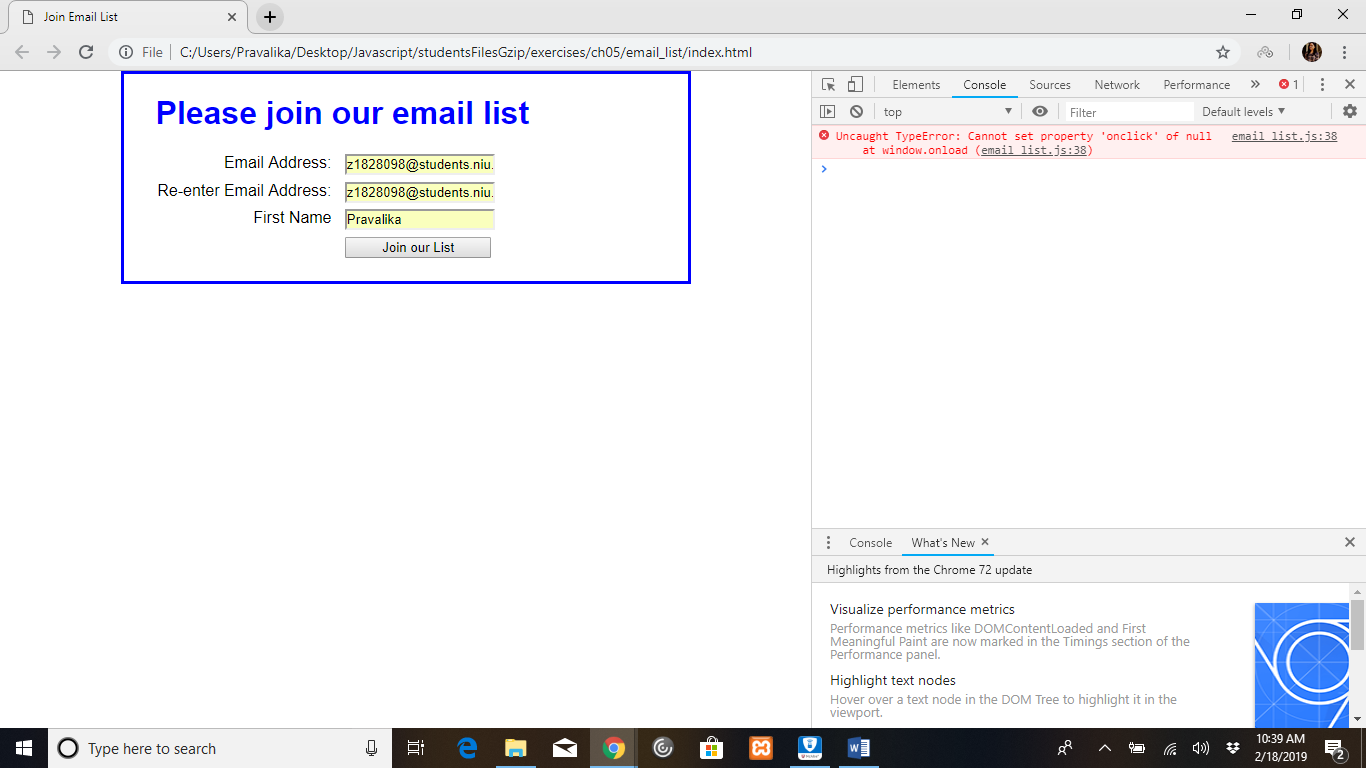 Join Email List
File
C:/Users/Pravalika/Desktop/Javascript/studentsFilesGzip/exercises/ch05/email_list/index.html
Please join our email list
Email Address: z1828098@students.niu.
Re-enter Email Address: z1828098@students.niu.
First Name Pravalika
Join our List
Elements Console Sources Network Performance » 1
top Filter Default levels
Uncaught TypeError: Cannot set property 'onclick' of null email_list.js:38
at window.onload (email_list.js:38)
Console What's New
Highlights from the Chrome 72 update
Visualize performance metrics
Performance metrics like DOMContentLoaded and First
Meaningful Paint are now marked in the Timings section of the
Performance panel.
Highlight text nodes
Hover over a text node in the DOM Tree to highlight it in the
viewport.
Type here to search
10:39 AM
2/18/2019
2